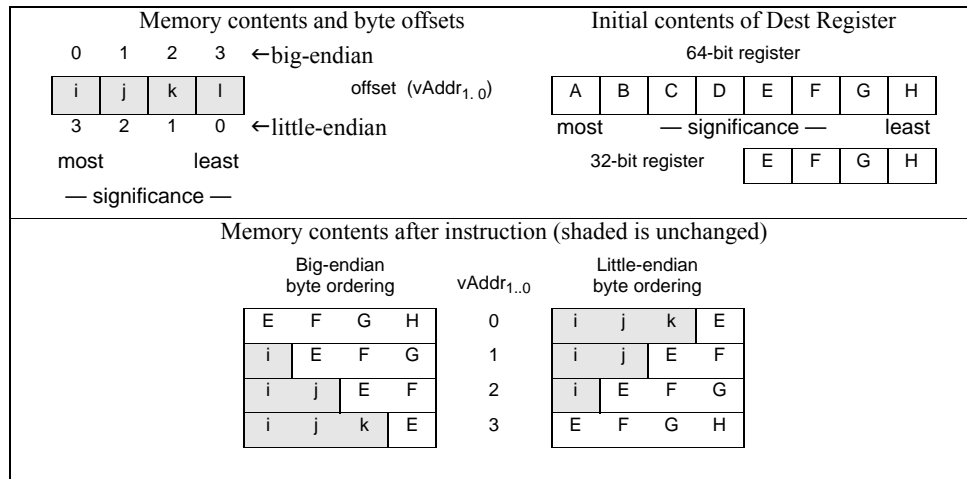 Memory contents and byte offsets
Initial contents of Dest Register
0 1 2 3 ←big-endian
64-bit register
i j k l
offset (vAddr1. 0)
A B C D E F G H
3 2 1 0 ←little-endian
most — significance — least
most least
32-bit register
E F G H
— significance —
Memory contents after instruction (shaded is unchanged)
Big-endian
byte ordering
vAddr1..0
Little-endian
byte ordering
E F G H 0 i j k E
i E F G 1 i j E F
i j E F 2 i E F G
i j k E 3 E F G H